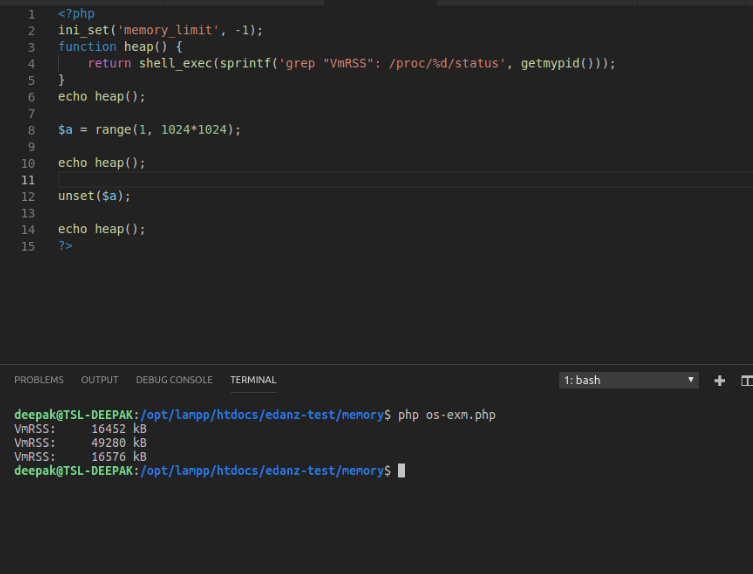 1 <?php
2 ini_set('memory_limit', -1);
3 function heap() {
4     return shell_exec(sprintf('grep "VmRSS": /proc/%d/status', getmypid()));
5 }
6 echo heap();
7
8 $a = range(1, 1024*1024);
9
10 echo heap();
11
12 unset($a);
13
14 echo heap();
15 ?>
PROBLEMS OUTPUT DEBUG CONSOLE TERMINAL 1: bash
deepak@TSL-DEEPAK:/opt/lampp/htdocs/edanz-test/memory$ php os-exm.php
VmRSS:     16452 kB
VmRSS:     49280 kB
VmRSS:     16576 kB
deepak@TSL-DEEPAK:/opt/lampp/htdocs/edanz-test/memory$